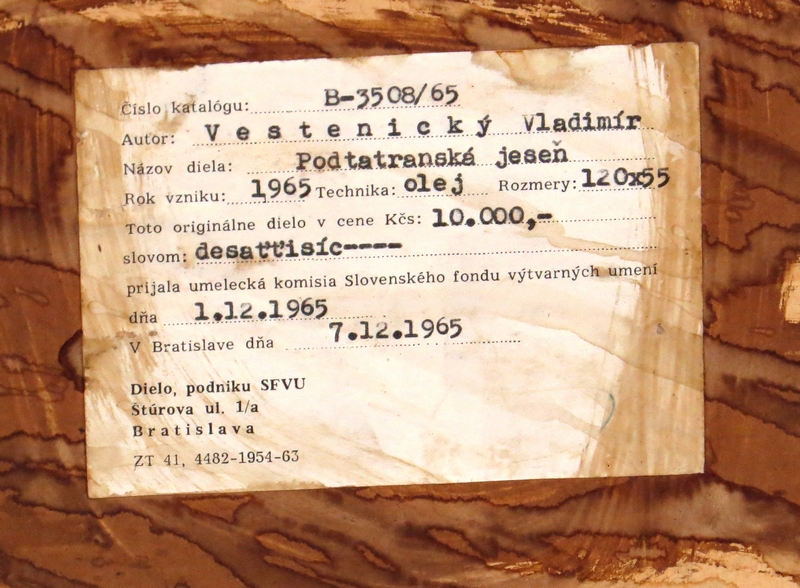 Číslo katalógu: B-3508/65
Autor: Vestenický Vladimír
Názov diela: Podtatranská jeseň
Rok vzniku: 1965 Technika: olej Rozmery: 120x55
Toto originálne dielo v cene Kčs: 10.000,-
slovom: desaťtisíc----
prijala umelecká komisia Slovenského fondu výtvarných umení
dňa 1.12.1965
V Bratislave dňa 7.12.1965
Dielo, podniku SFVU
Štúrova ul. 1/a
Bratislava
ZT 41, 4482-1954-63